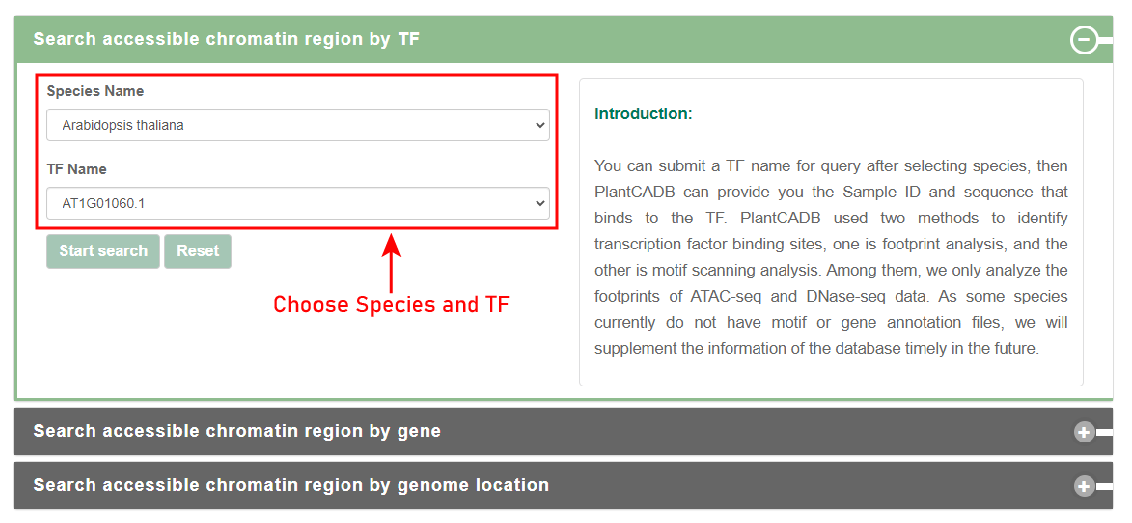 Search accessible chromatin region by TF
Species Name
Arabidopsis thaliana
TF Name
AT1G01060.1
Start search Reset
Choose Species and TF
Introduction:
You can submit a TF name for query after selecting species, then
PlantCADB can provide you the Sample ID and sequence that
binds to the TF. PlantCADB used two methods to identify
transcription factor binding sites, one is footprint analysis, and the
other is motif scanning analysis. Among them, we only analyze the
footprints of ATAC-seq and DNase-seq data. As some species
currently do not have motif or gene annotation files, we will
supplement the information of the database timely in the future.
Search accessible chromatin region by gene
Search accessible chromatin region by genome location